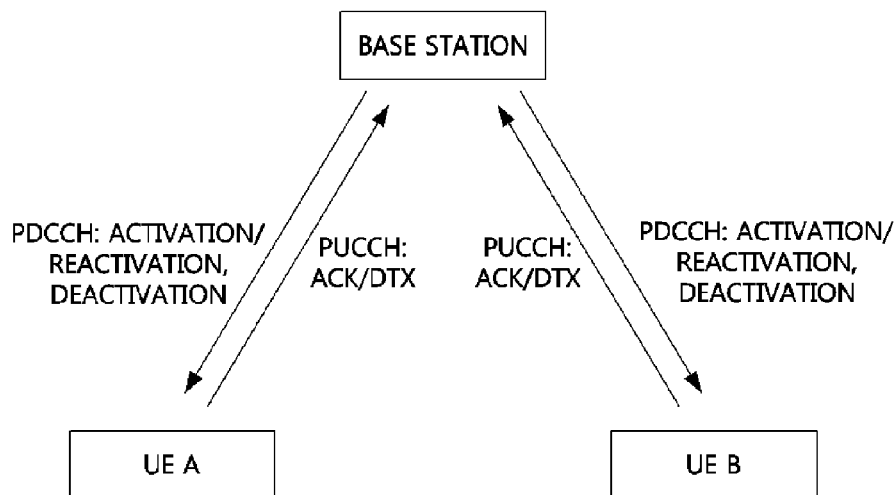 BASE STATION
PDCCH: ACTIVATION/
REACTIVATION,
DEACTIVATION
PUCCH:
ACK/DTX
PUCCH:
ACK/DTX
PDCCH: ACTIVATION/
REACTIVATION,
DEACTIVATION
UE A
UE B